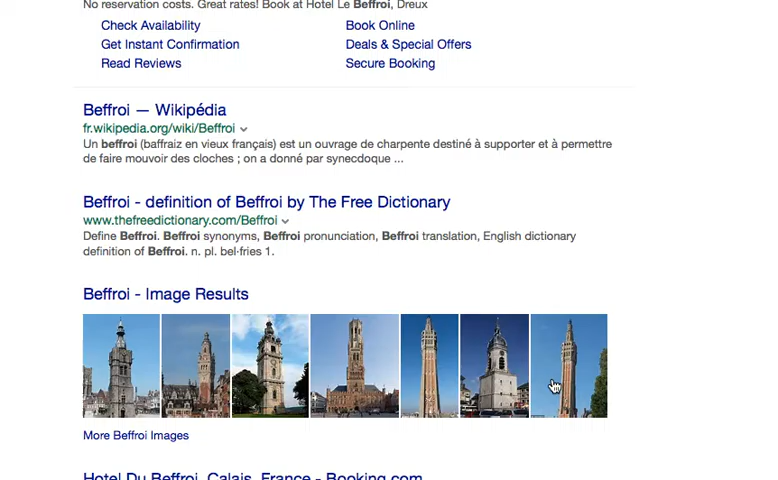 No reservation costs. Great rates! Book at Hotel Le Beffroi, Dreux
Check Availability
Book Online
Get Instant Confirmation
Deals & Special Offers
Read Reviews
Secure Booking
Beffroi — Wikipédia
fr.wikipedia.org/wiki/Beffroi
Un beffroi (baffraiz en vieux français) est un ouvrage de charpente destiné à supporter et à permettre
de faire mouvoir des cloches ; on a donné par synecdoque ...
Beffroi - definition of Beffroi by The Free Dictionary
www.thefreedictionary.com/Beffroi
Define Beffroi. Beffroi synonyms, Beffroi pronunciation, Beffroi translation, English dictionary
definition of Beffroi. n. pl. bel·fries 1.
Beffroi - Image Results
More Beffroi Images
Hotel Du Beffroi, Calais, France - Booking.com